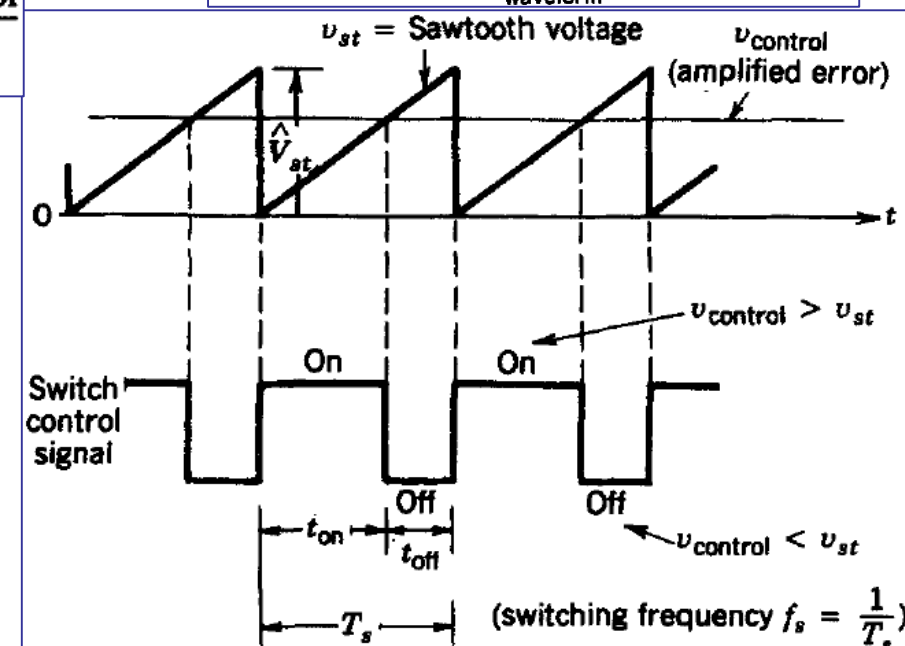 v_st = Sawtooth voltage
v_control
(amplified error)
V̂_st
0
t
v_control > v_st
On
On
Switch
control
signal
Off
Off
t_on
t_off
v_control < v_st
T_s
(switching frequency f_s = 1/T_s)